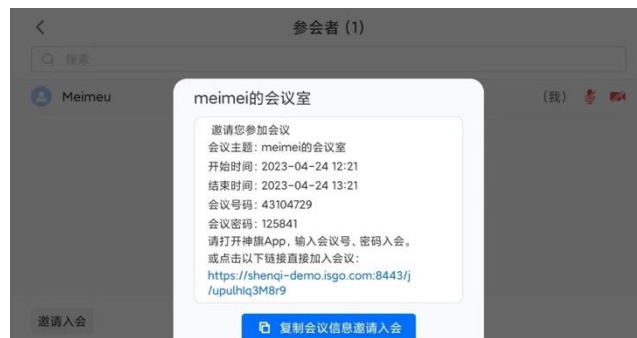 参会者 (1)
搜索
Meimeu
(我)
meimei的会议室
邀请您参加会议
会议主题: meimei的会议室
开始时间: 2023-04-24 12:21
结束时间: 2023-04-24 13:21
会议号码: 43104729
会议密码: 125841
请打开神旗App, 输入会议号、密码入会。
或点击以下链接直接加入会议:
https://shenqi-demo.isgo.com:8443/j
/upulhIq3M8r9
邀请入会
复制会议信息邀请入会